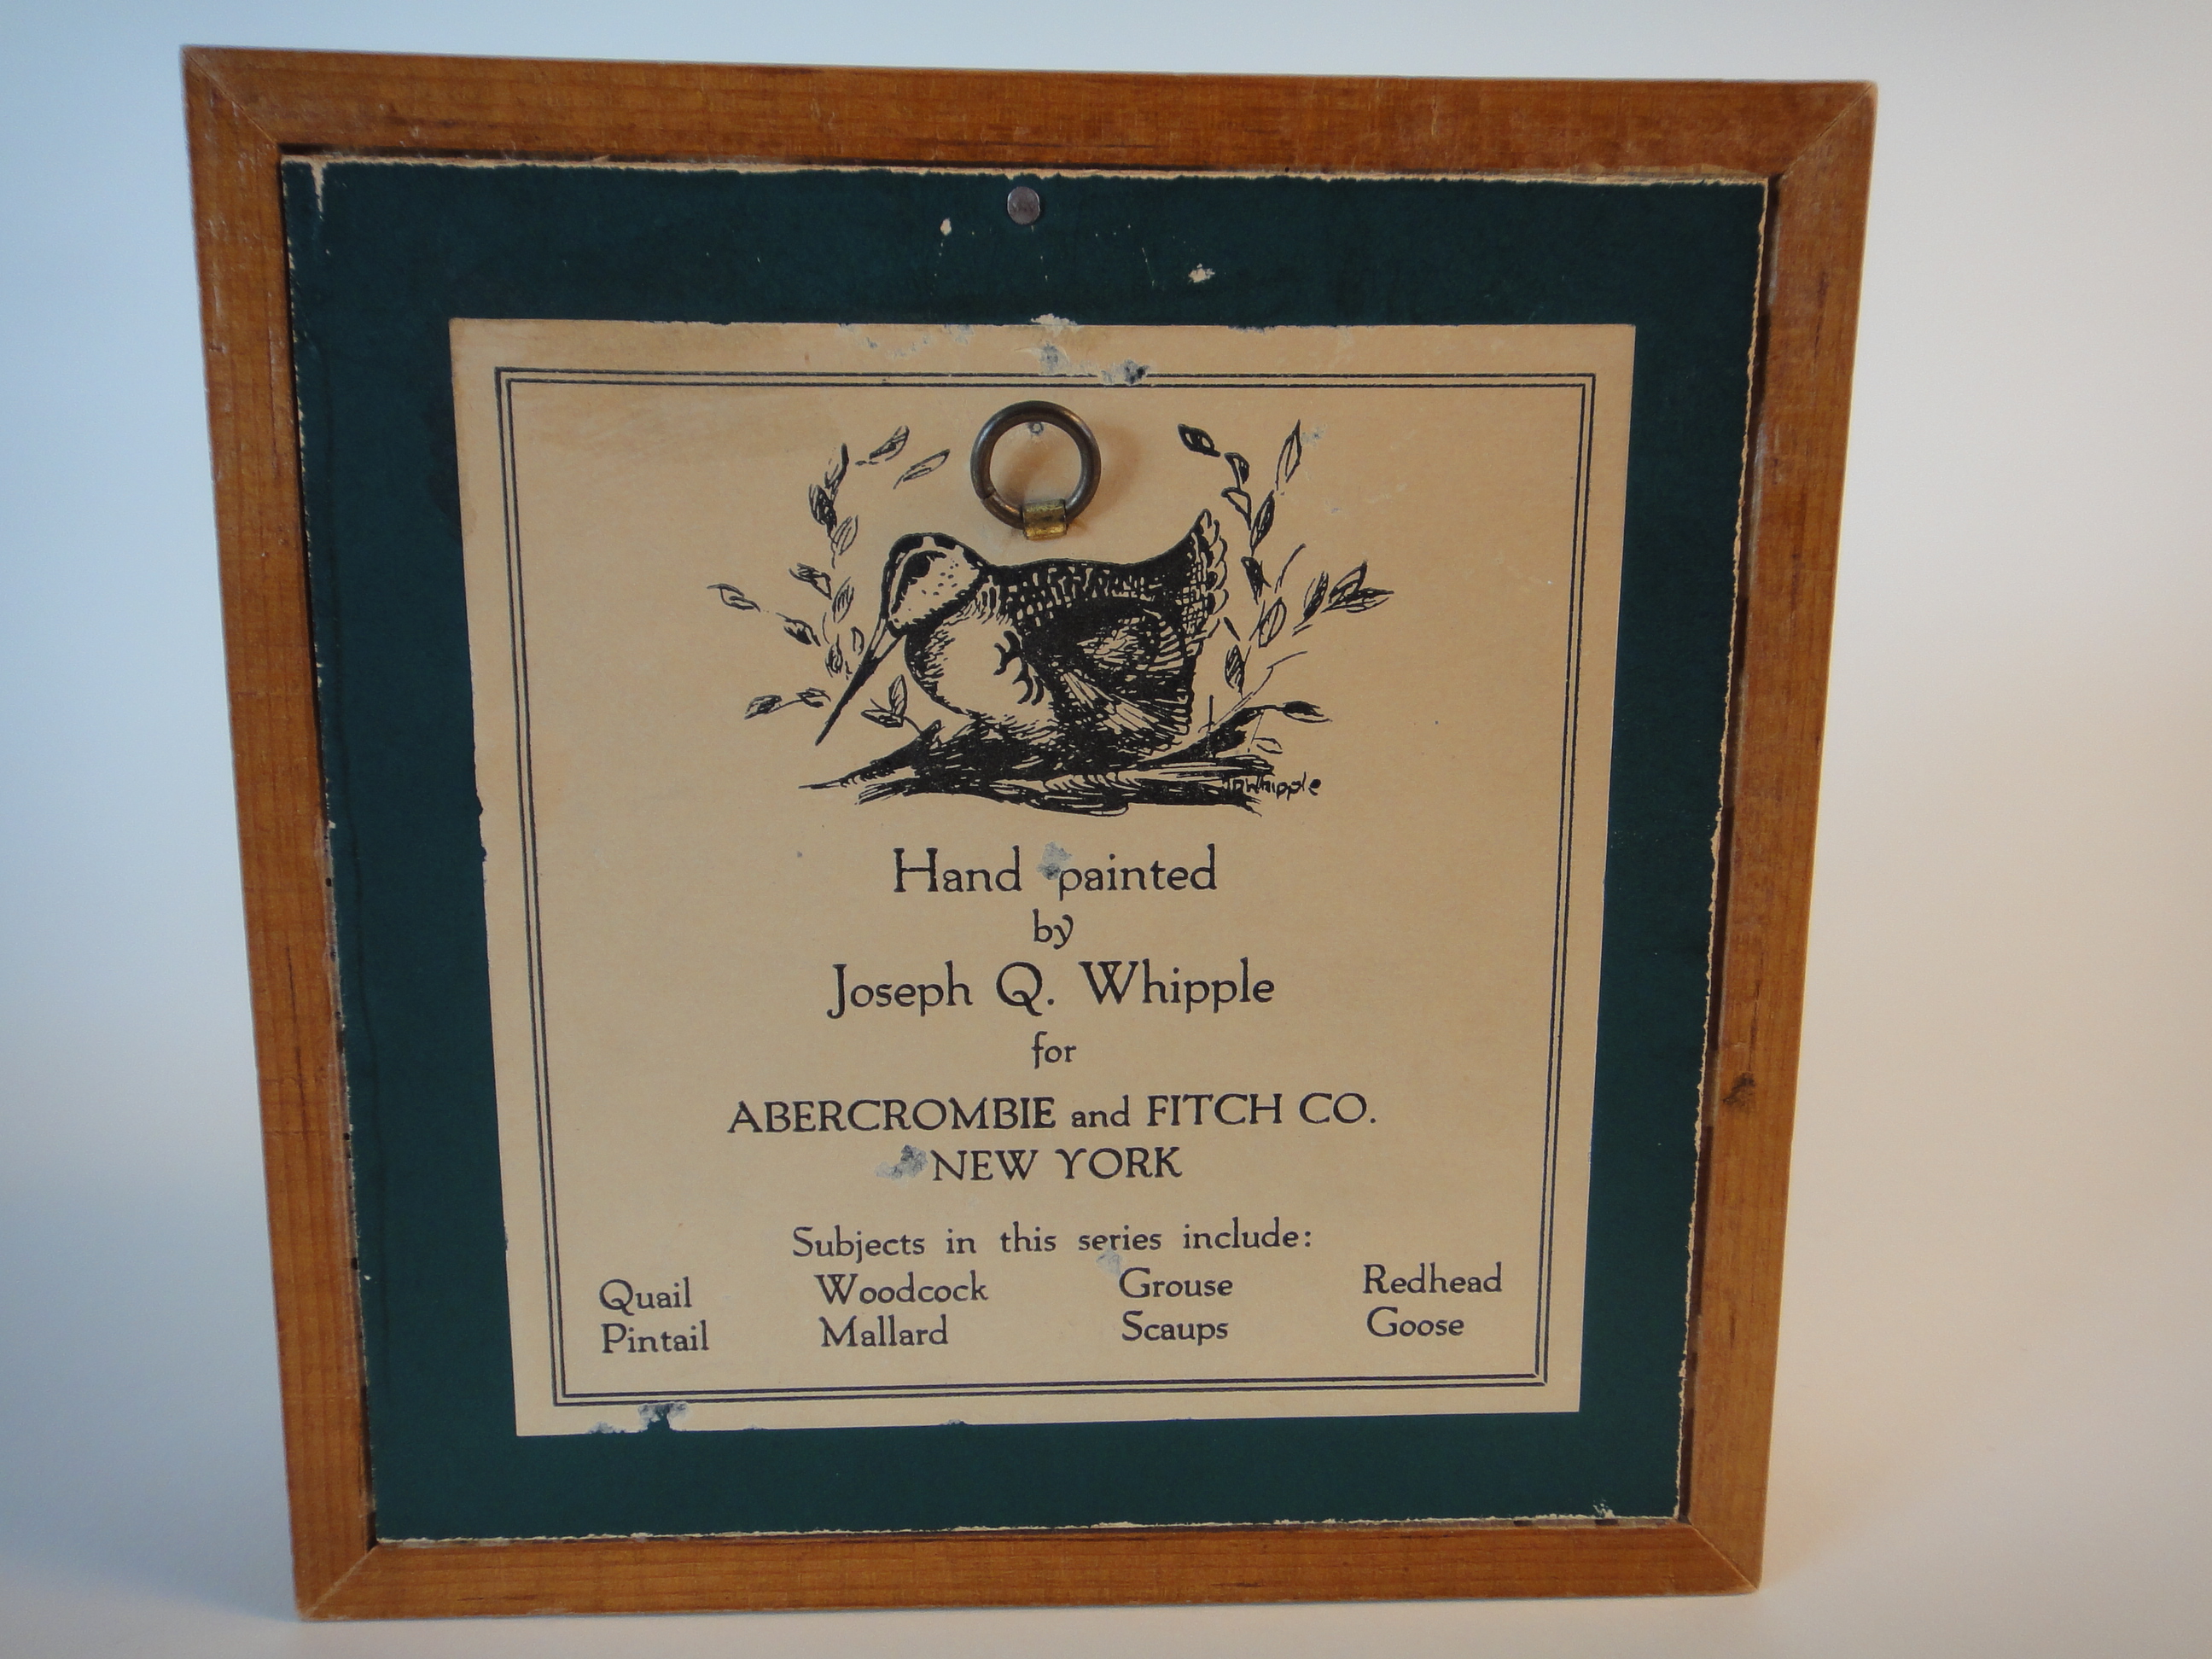 Whipple
Hand painted
by
Joseph Q. Whipple
for
ABERCROMBIE and FITCH CO.
NEW YORK
Subjects in this series include:
Quail Woodcock Grouse Redhead
Pintail Mallard Scaups Goose